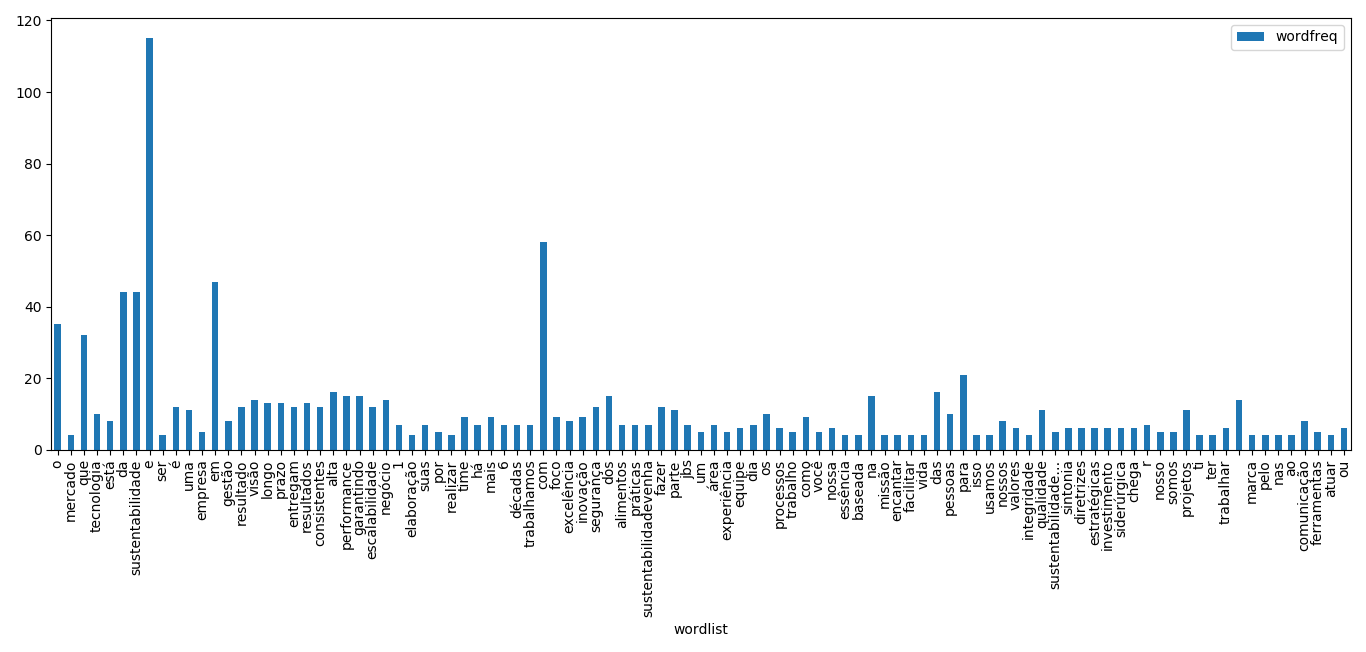 120
100
80
60
40
20
0
wordfreq
o
mercado
que
tecnologia
está
da
sustentabilidade
e
ser
é
uma
empresa
em
gestão
resultado
visão
longo
prazo
entregam
resultados
consistentes
alta
performance
garantindo
escalabilidade
negócio
1
elaboração
suas
por
realizar
time
há
mais
6
décadas
trabalhamos
com
foco
excelência
inovação
segurança
dos
alimentos
práticas
sustentabilidadevenha
fazer
parte
jbs
um
área
experiência
equipe
dia
os
processos
trabalho
como
você
nossa
essência
baseada
na
missão
encantar
facilitar
vida
das
pessoas
para
isso
usamos
nossos
valores
integridade
qualidade
sustentabilidade...
sintonia
diretrizes
estratégicas
investimento
siderúrgica
chega
r
nosso
somos
projetos
ti
ter
trabalhar
marca
pelo
nas
ao
comunicação
ferramentas
atuar
ou
wordlist